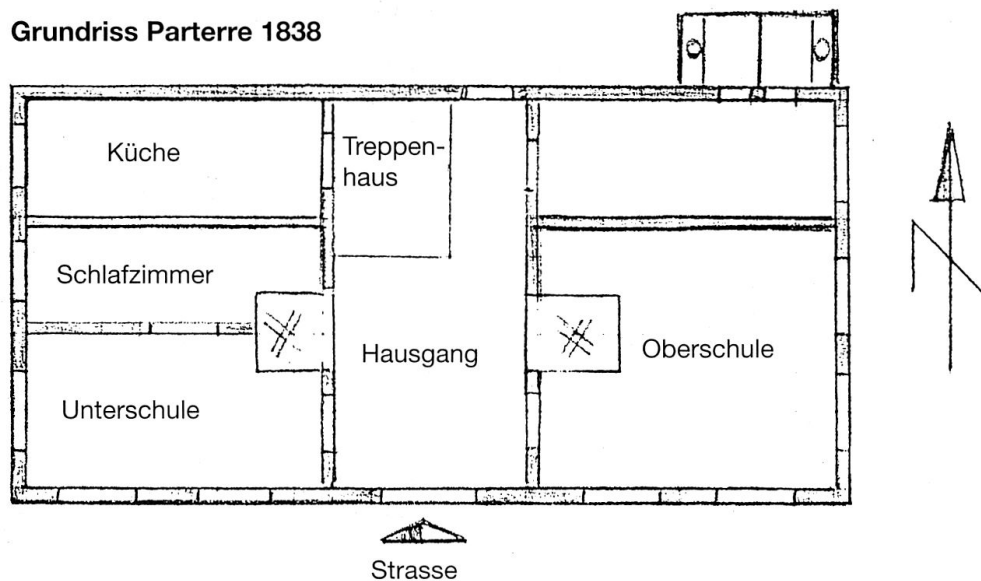 Grundriss Parterre 1838
Küche
Treppen-
haus
Schlafzimmer
Hausgang
Oberschule
Unterschule
Strasse
N